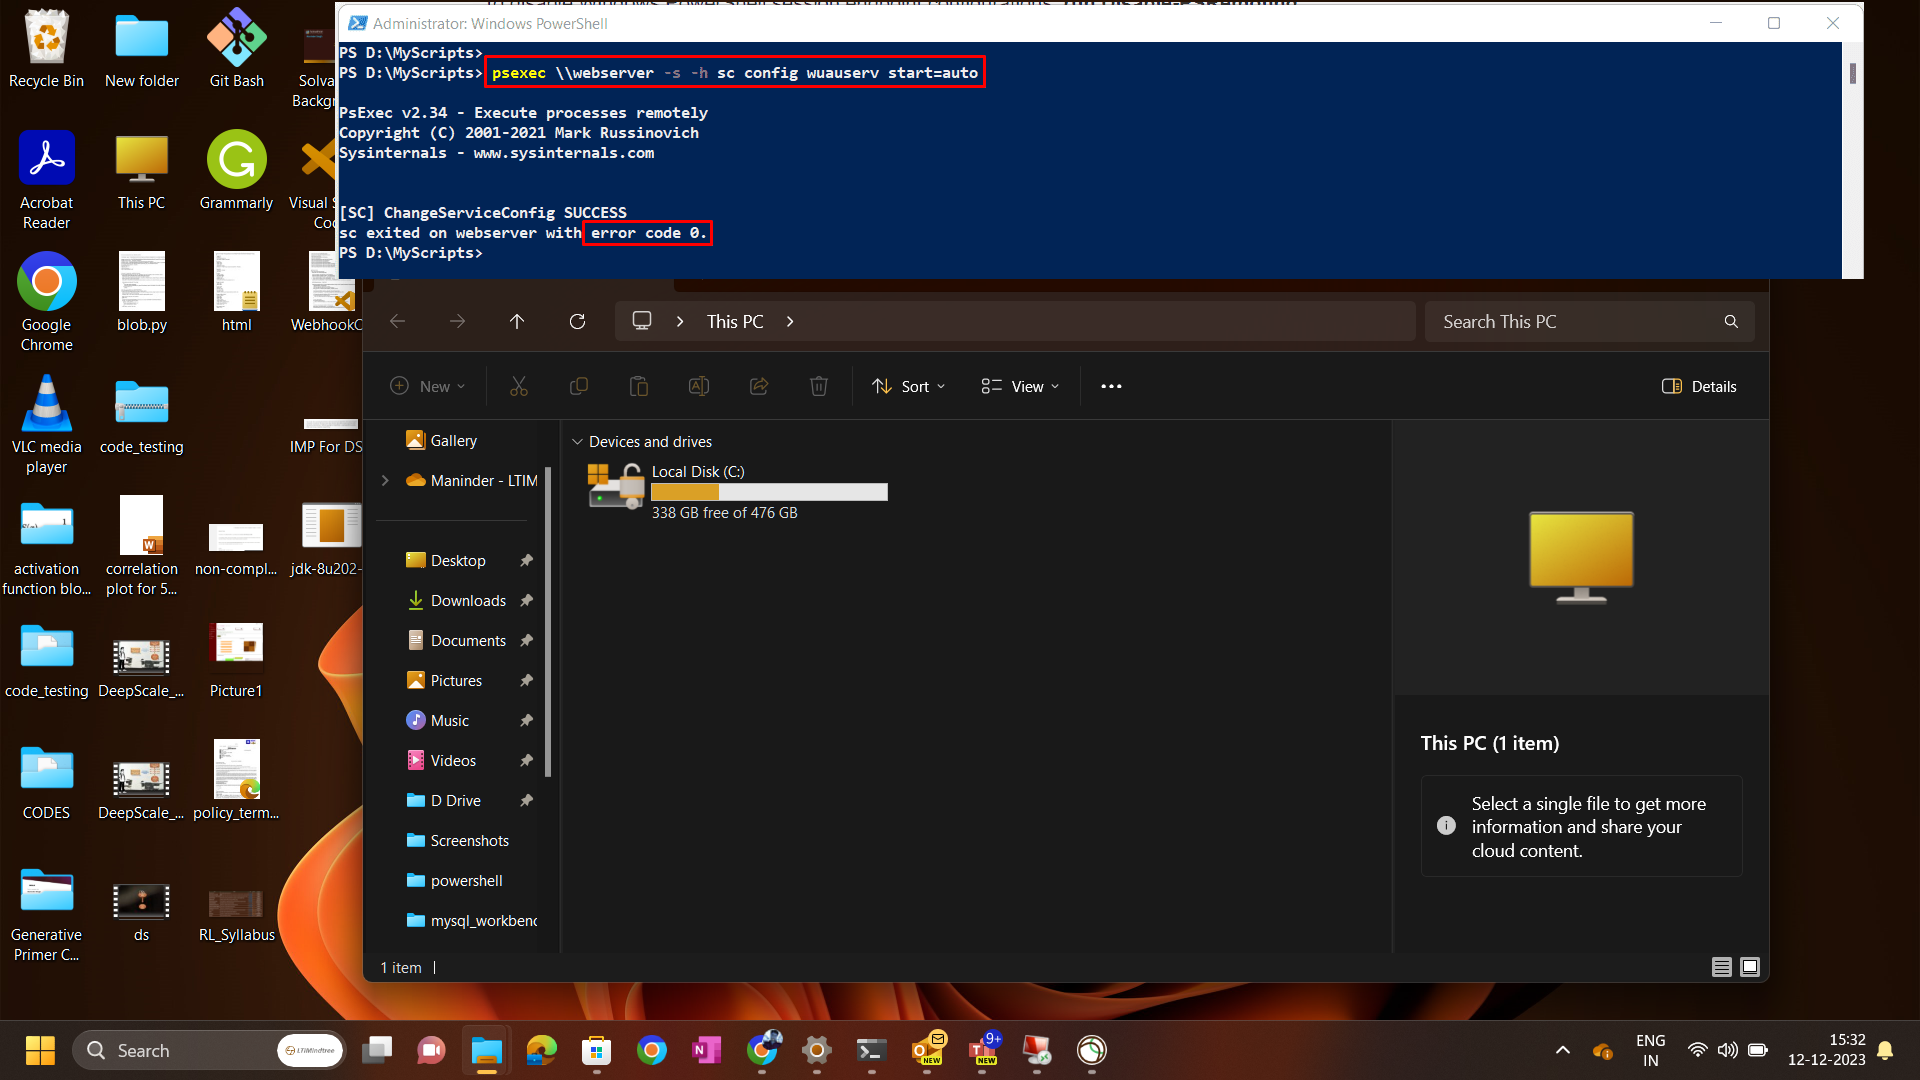 Administrator: Windows PowerShell
PS D:\MyScripts>
PS D:\MyScripts> psexec \\webserver -s -h sc config wuauserv start=auto
PsExec v2.34 - Execute processes remotely
Copyright (C) 2001-2021 Mark Russinovich
Sysinternals - www.sysinternals.com
[SC] ChangeServiceConfig SUCCESS
sc exited on webserver with error code 0.
PS D:\MyScripts>
Recycle Bin
New folder
Git Bash
Solva
Backgr
Acrobat
Reader
This PC
Grammarly
Visual S
Coc
Google
Chrome
blob.py
html
WebhookC
VLC media
player
code_testing
IMP For DS
activation
function blo...
correlation
plot for 5...
non-compl...
jdk-8u202-
code_testing
DeepScale_...
Picture1
CODES
DeepScale_...
policy_term...
Generative
Primer C...
ds
RL_Syllabus
This PC
Search This PC
New
Sort
View
Details
Gallery
Maninder - LTIM
Desktop
Downloads
Documents
Pictures
Music
Videos
D Drive
Screenshots
powershell
mysql_workbenc
Devices and drives
Local Disk (C:)
338 GB free of 476 GB
This PC (1 item)
Select a single file to get more
information and share your
cloud content.
1 item
Search
LTIMindtree
NEW
9+
NEW
ENG
IN
15:32
12-12-2023